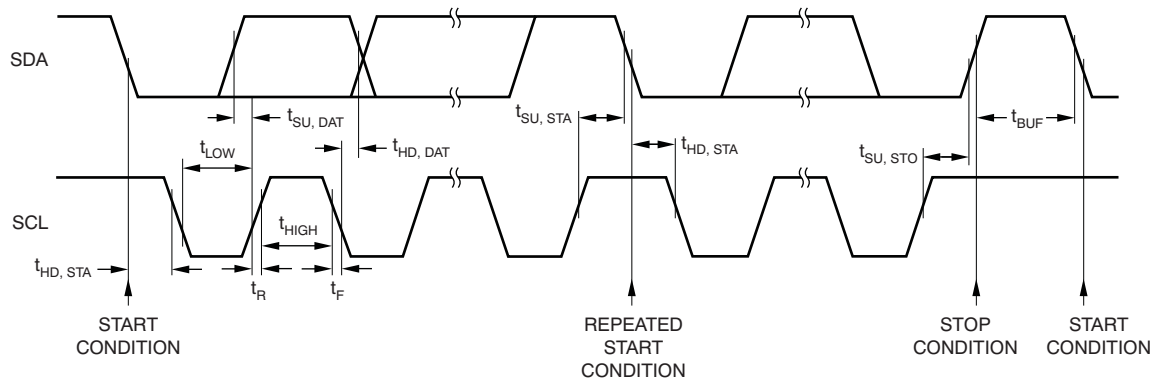 SDA
t_SU, DAT
t_HD, DAT
t_LOW
t_SU, STA
t_HD, STA
t_BUF
t_SU, STO
SCL
t_HIGH
t_HD, STA
t_R
t_F
START
CONDITION
REPEATED
START
CONDITION
STOP
CONDITION
START
CONDITION